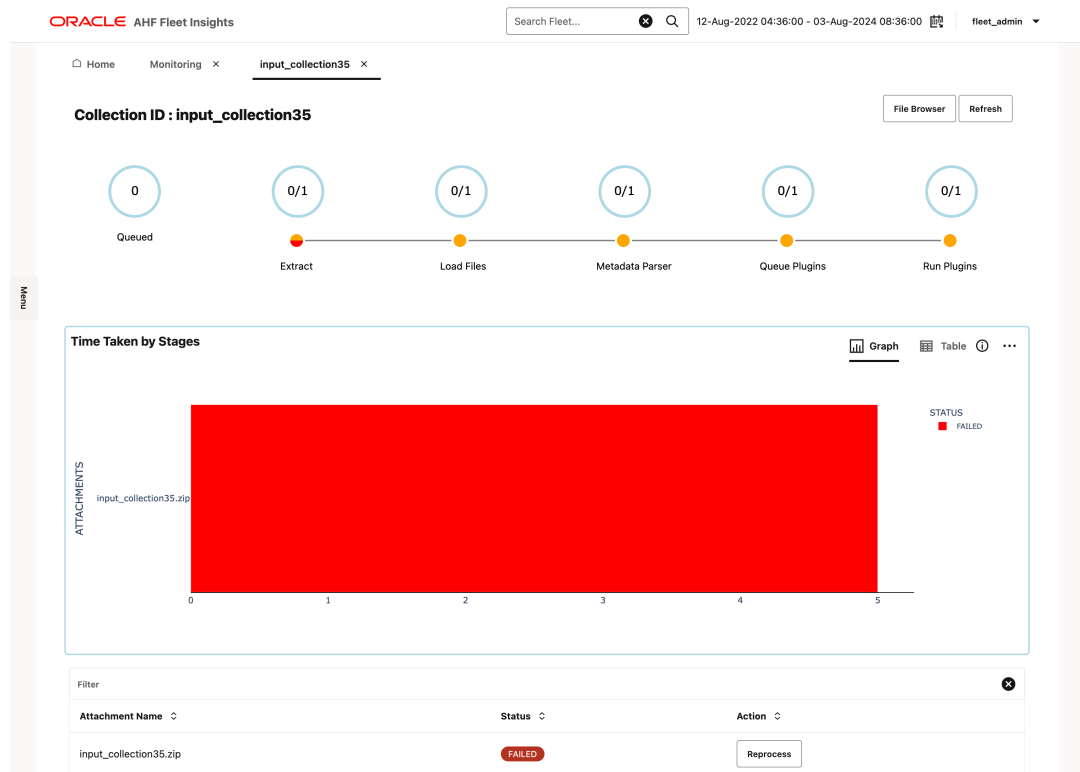 ORACLE AHF Fleet Insights
Search Fleet...
12-Aug-2022 04:36:00 - 03-Aug-2024 08:36:00
fleet_admin
Home
Monitoring
input_collection35
Collection ID : input_collection35
File Browser
Refresh
0
0/1
0/1
0/1
0/1
0/1
Queued
Extract
Load Files
Metadata Parser
Queue Plugins
Run Plugins
Menu
Time Taken by Stages
Graph
Table
STATUS
FAILED
ATTACHMENTS
input_collection35.zip
0 1 2 3 4 5
Filter
Attachment Name Status Action
input_collection35.zip FAILED Reprocess